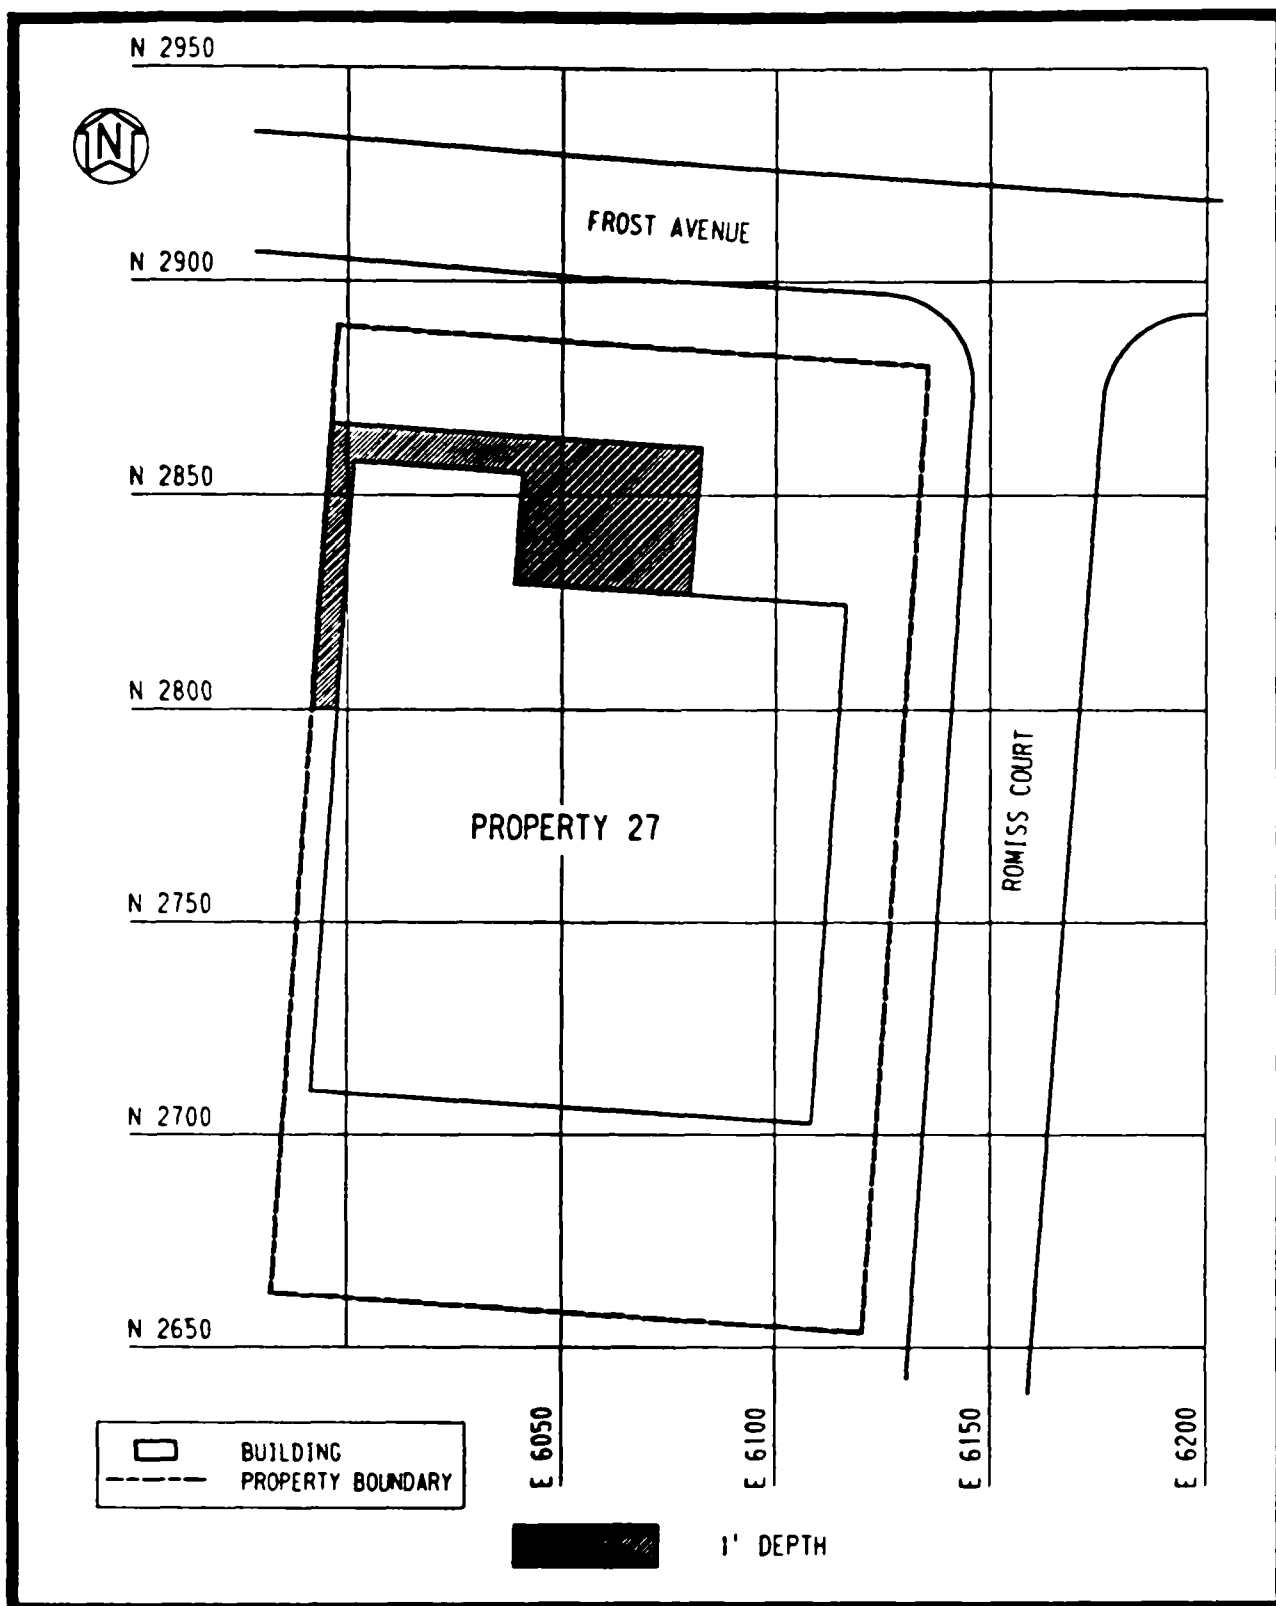 N 2950
N
FROST AVENUE
N 2900
N 2850
N 2800
ROMISS COURT
PROPERTY 27
N 2750
N 2700
N 2650
E 6050
E 6100
E 6150
E 6200
BUILDING
PROPERTY BOUNDARY
1' DEPTH